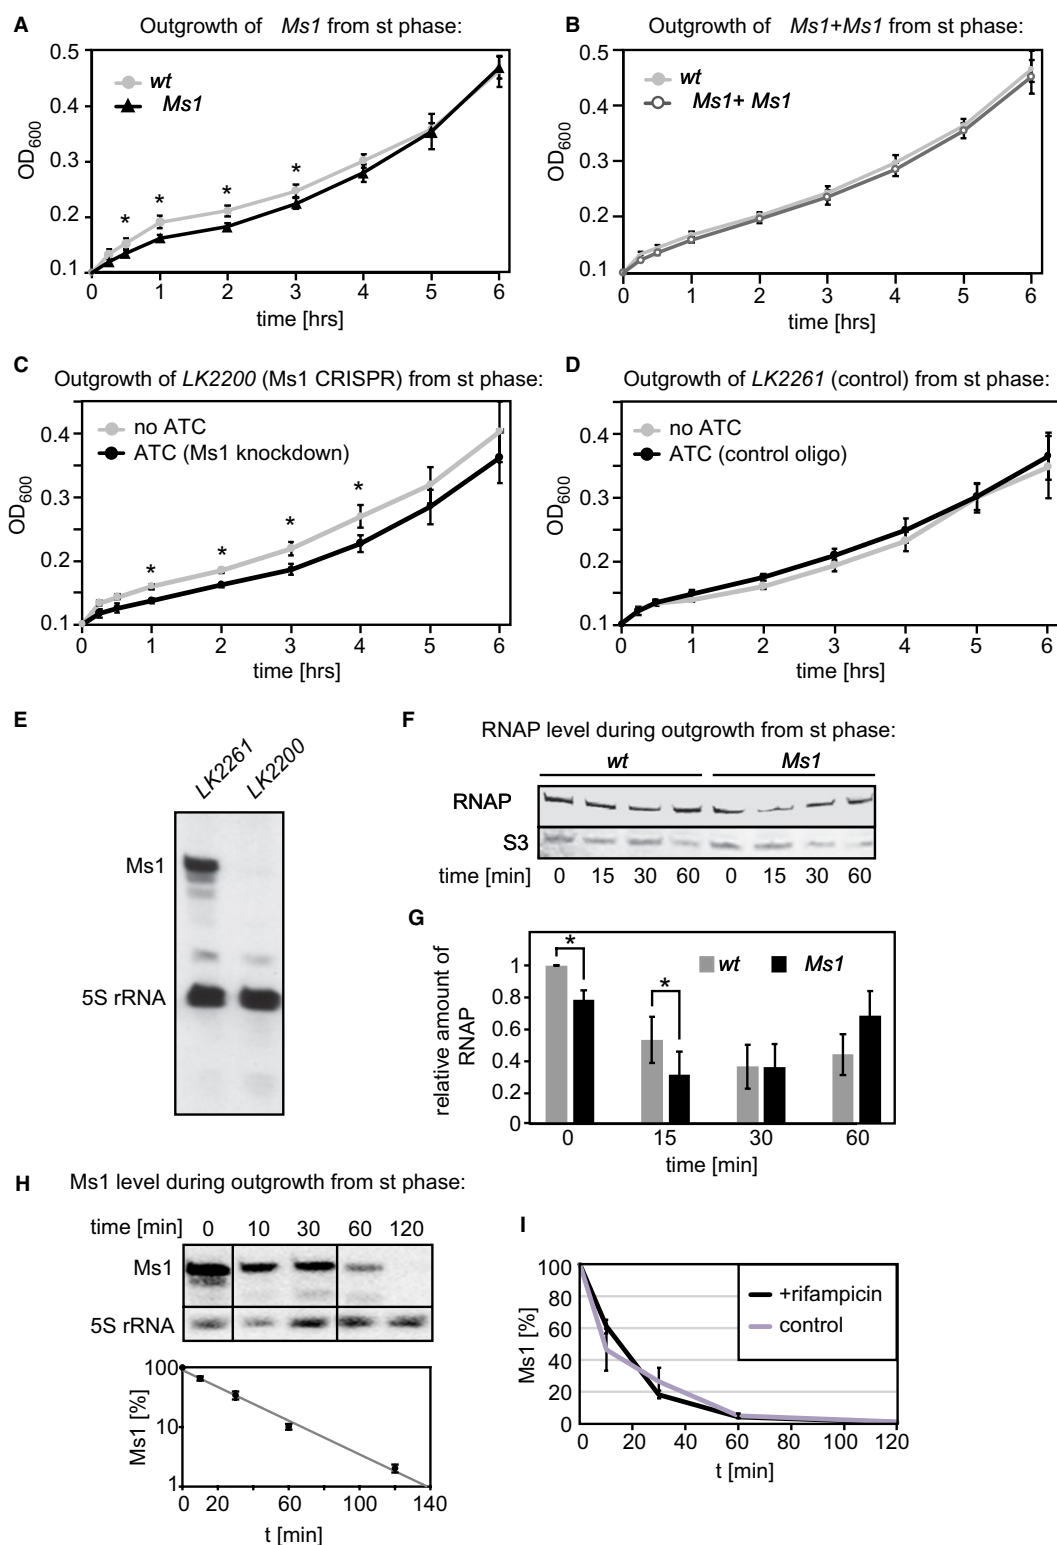 A
Outgrowth of Ms1 from st phase:
OD600
0.5
0.4
0.3
0.2
0.1
wt
Ms1
* * * *
0 1 2 3 4 5 6
time [hrs]
B
Outgrowth of Ms1+Ms1 from st phase:
OD600
0.5
0.4
0.3
0.2
0.1
wt
Ms1+ Ms1
0 1 2 3 4 5 6
time [hrs]
C
Outgrowth of LK2200 (Ms1 CRISPR) from st phase:
OD600
0.4
0.3
0.2
0.1
no ATC
ATC (Ms1 knockdown)
* * * *
0 1 2 3 4 5 6
time [hrs]
D
Outgrowth of LK2261 (control) from st phase:
OD600
0.4
0.3
0.2
0.1
no ATC
ATC (control oligo)
0 1 2 3 4 5 6
time [hrs]
E
LK2261
LK2200
Ms1
5S rRNA
F
RNAP level during outgrowth from st phase:
wt Ms1
RNAP
S3
time [min] 0 15 30 60 0 15 30 60
G
relative amount of
RNAP
1
0.8
0.6
0.4
0.2
0
* *
wt Ms1
0 15 30 60
time [min]
H
Ms1 level during outgrowth from st phase:
time [min] 0 10 30 60 120
Ms1
5S rRNA
Ms1 [%]
100
10
1
0 20 60 100 140
t [min]
I
Ms1 [%]
100
80
60
40
20
0
+rifampicin
control
0 20 40 60 80 100 120
t [min]